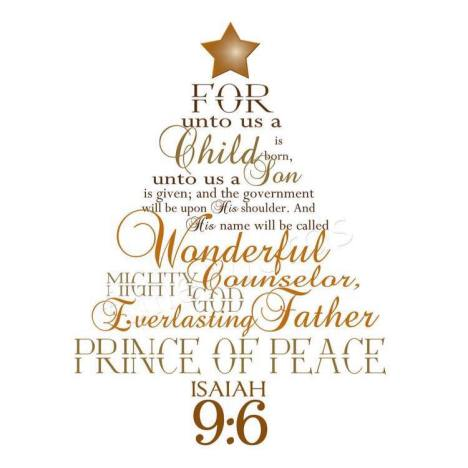 FOR
unto us a
Child is born,
unto us a Son
is given; and the government
will be upon His shoulder. And
His name will be called
Wonderful
Counselor,
MIGHTY GOD
Everlasting Father
PRINCE OF PEACE
ISAIAH
9:6